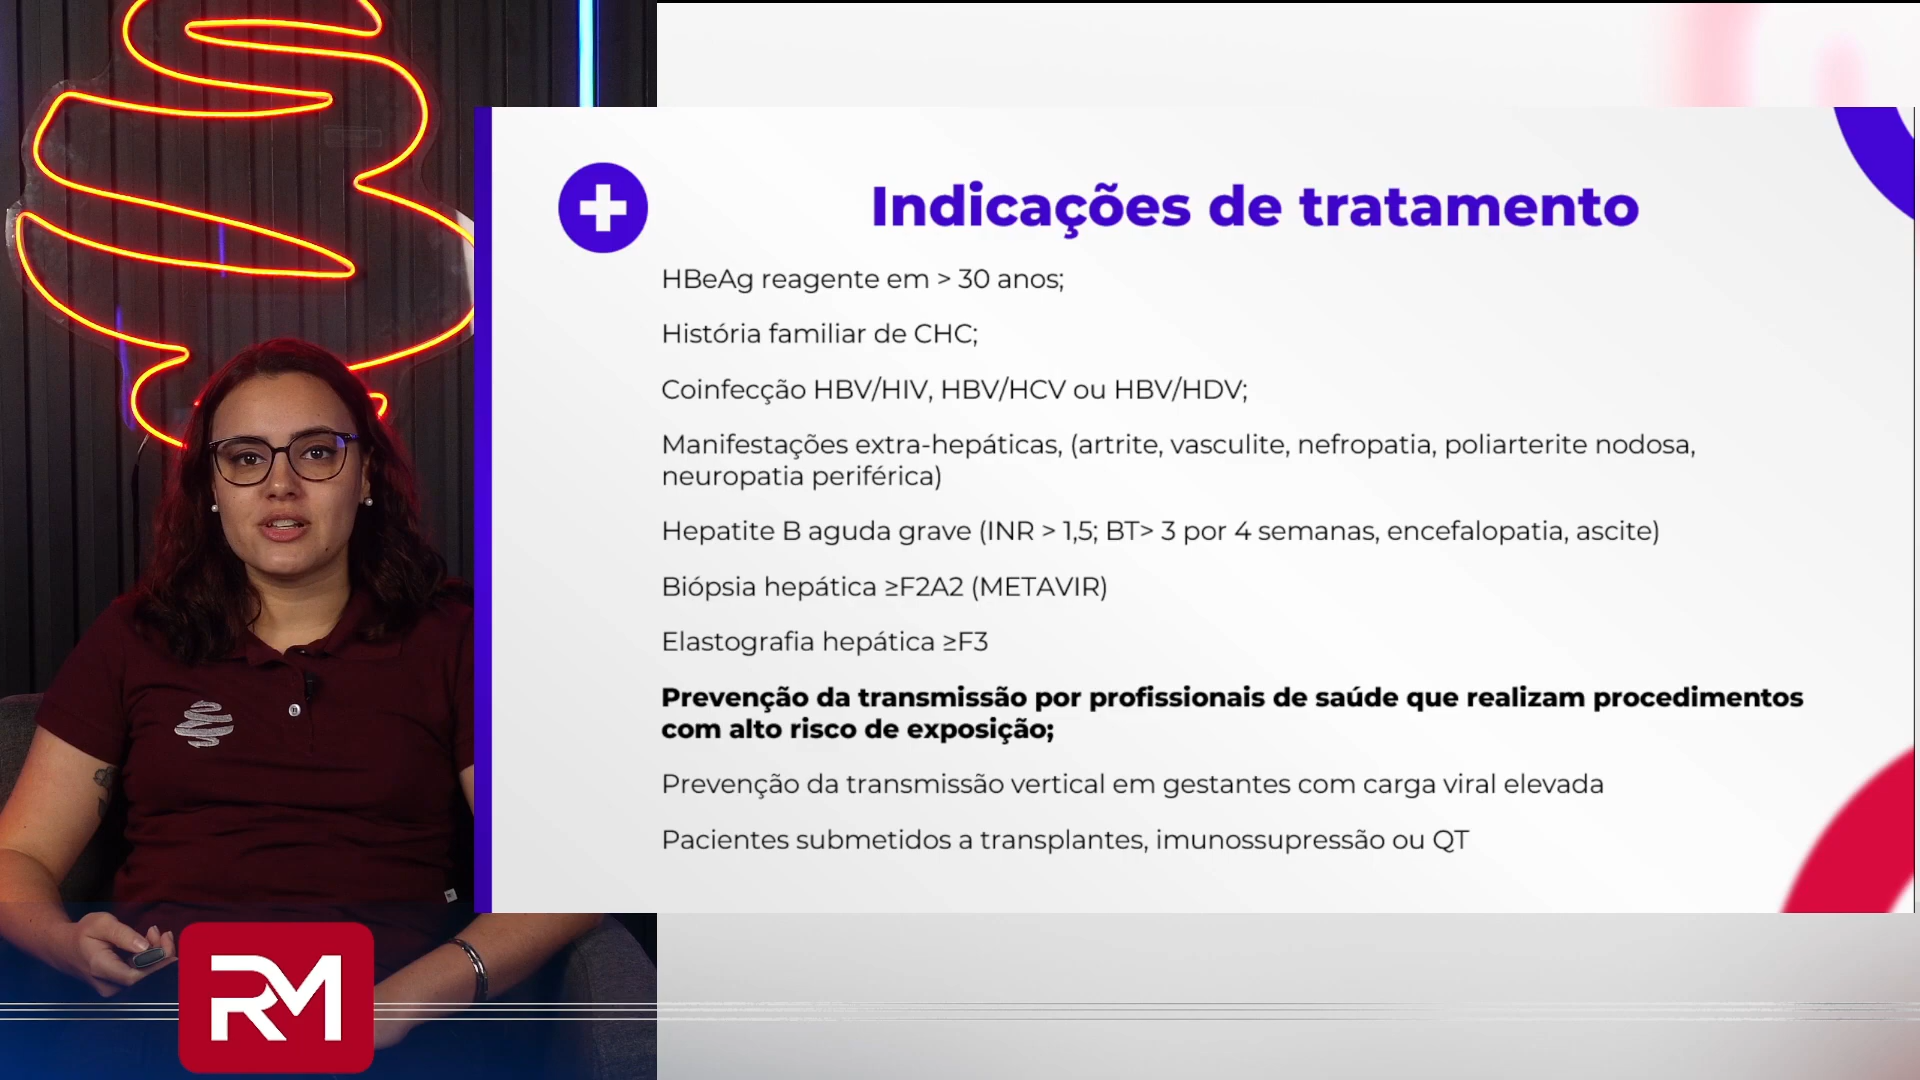 Indicações de tratamento
HBeAg reagente em > 30 anos;
História familiar de CHC;
Coinfecção HBV/HIV, HBV/HCV ou HBV/HDV;
Manifestações extra-hepáticas, (artrite, vasculite, nefropatia, poliarterite nodosa,
neuropatia periférica)
Hepatite B aguda grave (INR > 1,5; BT> 3 por 4 semanas, encefalopatia, ascite)
Biópsia hepática ≥F2A2 (METAVIR)
Elastografia hepática ≥F3
Prevenção da transmissão por profissionais de saúde que realizam procedimentos
com alto risco de exposição;
Prevenção da transmissão vertical em gestantes com carga viral elevada
Pacientes submetidos a transplantes, imunossupressão ou QT
RM